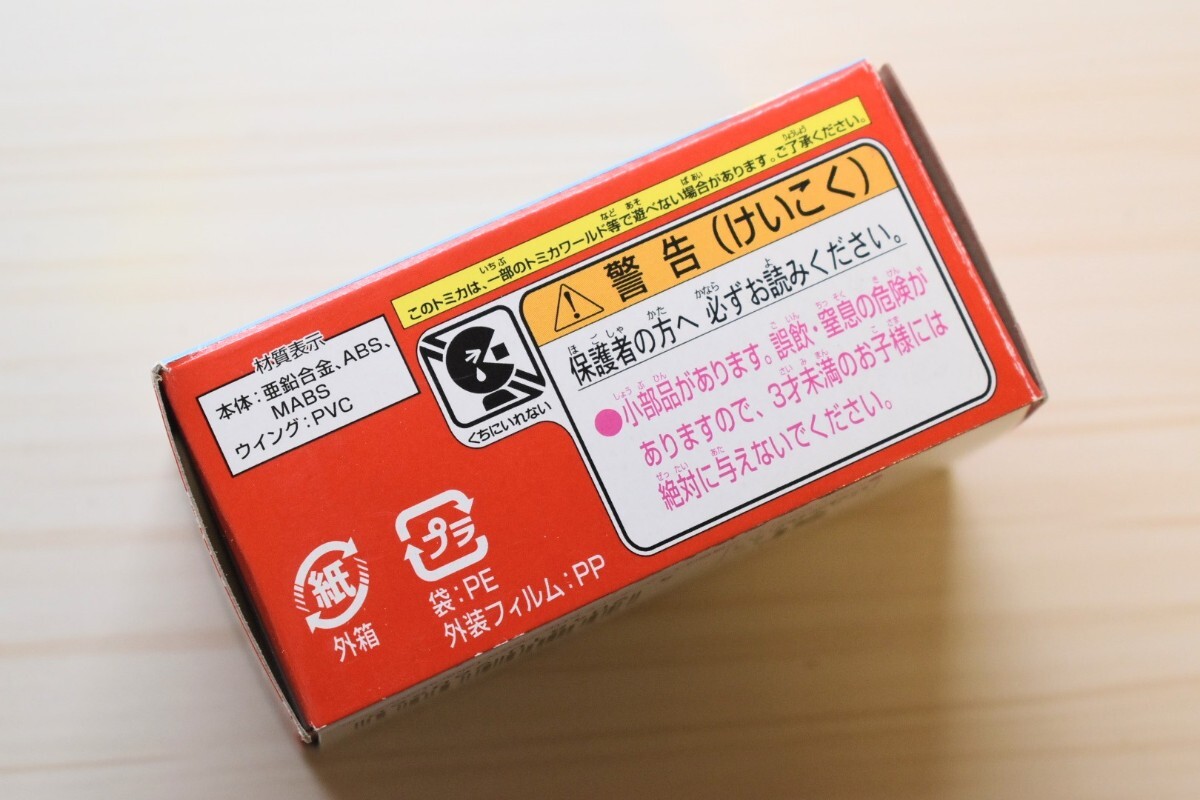 このトミカは、一部のトミカワールド等で遊べない場合があります。ご了承ください。
警告(けいこく)
保護者の方へ 必ずお読みください。
●小部品があります。誤飲・窒息の危険が
ありますので、3才未満のお子様には
絶対に与えないでください。
くちにいれない
材質表示
本体:亜鉛合金、ABS、
MABS
ウイング:PVC
紙
外箱
プラ
袋:PE
外装フィルム:PP